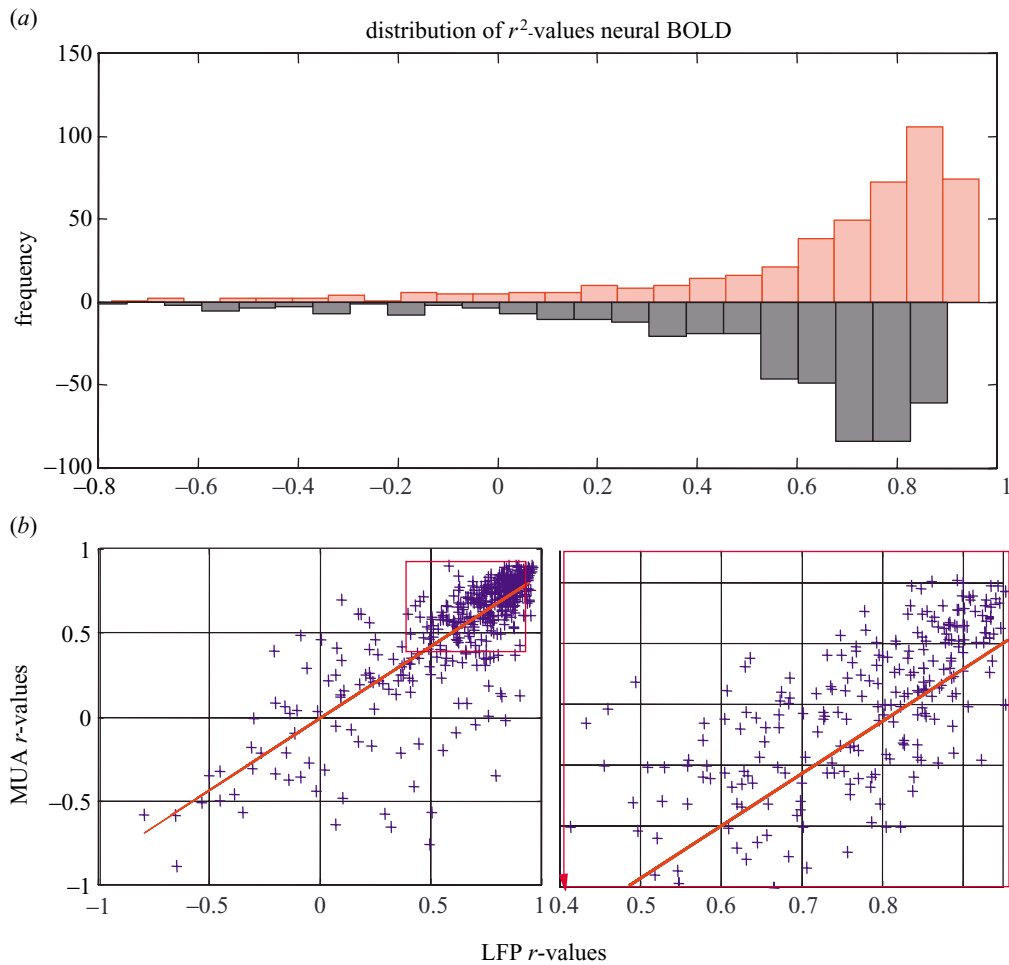 (a)
distribution of r²-values neural BOLD
150
100
50
0
−50
−100
frequency
−0.8 −0.6 −0.4 −0.2 0 0.2 0.4 0.6 0.8 1
(b)
1
0.5
0
−0.5
−1
MUA r-values
−1 −0.5 0 0.5 1 0.4 0.5 0.6 0.7 0.8
LFP r-values